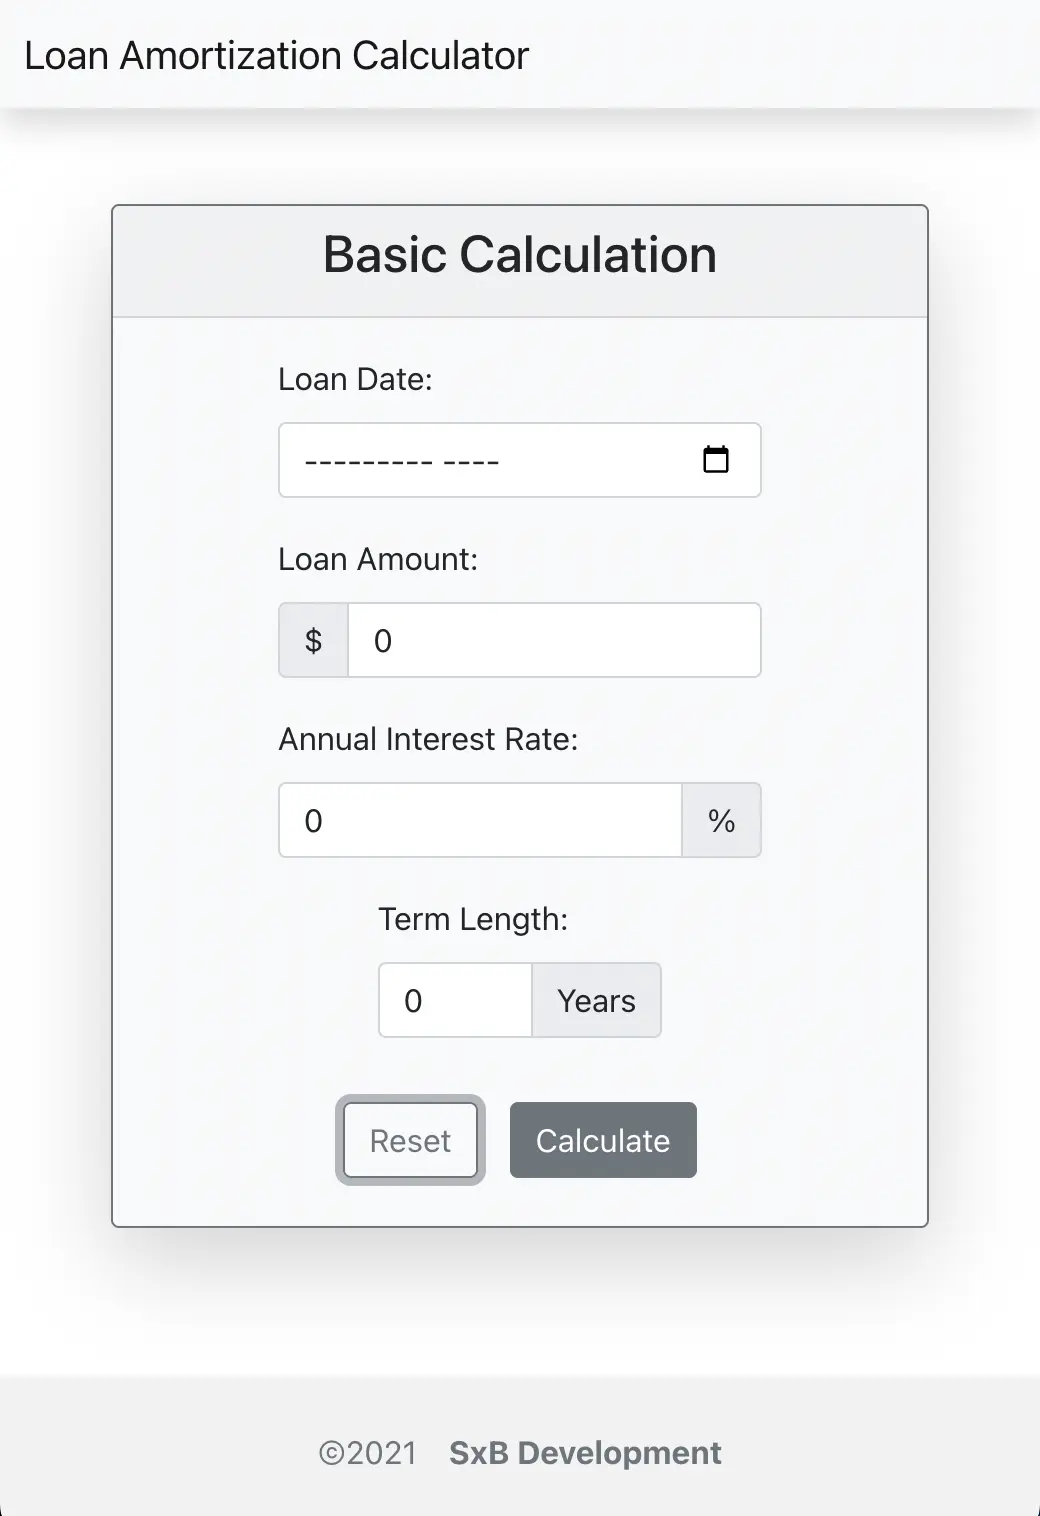 Loan Amortization Calculator
Basic Calculation
Loan Date:
--------- ----
Loan Amount:
$ 0
Annual Interest Rate:
0 %
Term Length:
0 Years
Reset Calculate
©2021 SxB Development